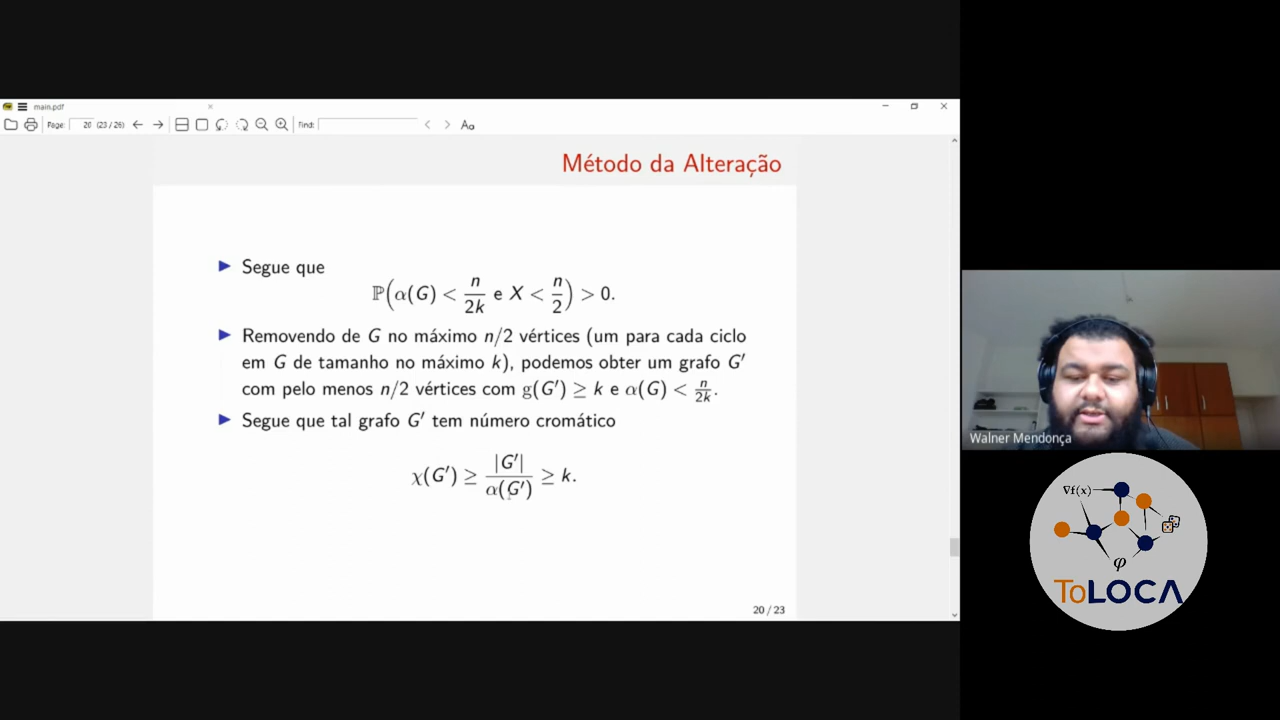 main.pdf
Page: 20 (23 / 26) Find: Aa
Método da Alteração
Segue que
ℙ(α(G) < n/2k e X < n/2) > 0.
Removendo de G no máximo n/2 vértices (um para cada ciclo
em G de tamanho no máximo k), podemos obter um grafo G′
com pelo menos n/2 vértices com g(G′) ≥ k e α(G) < n/2k.
Segue que tal grafo G′ tem número cromático
χ(G′) ≥ |G′|/α(G′) ≥ k.
20 / 23
Walner Mendonça
∇f(x)
φ
ToLOCA